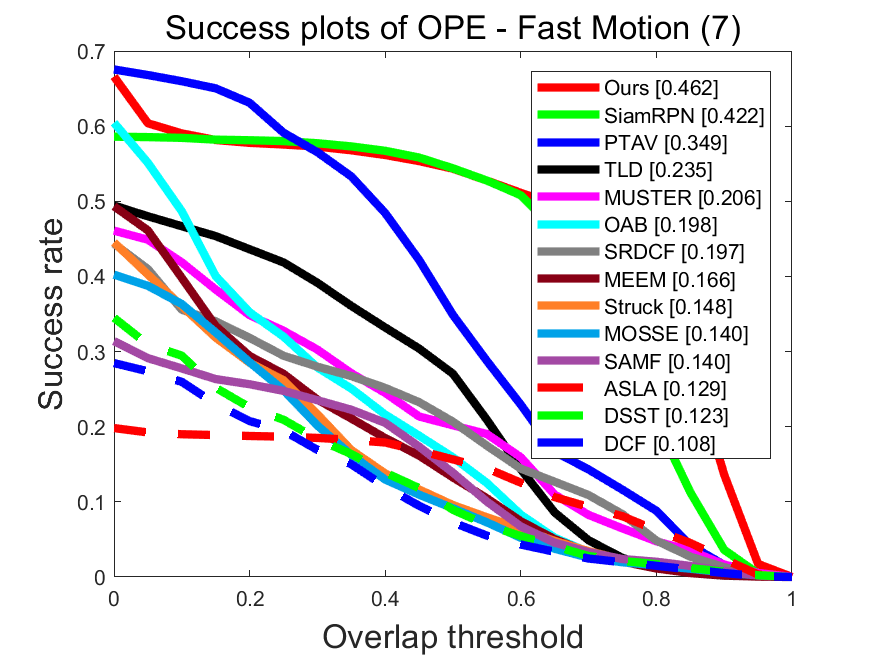 Success plots of OPE - Fast Motion (7)
0.7
0.6
0.5
0.4
0.3
0.2
0.1
0
Success rate
Ours [0.462]
SiamRPN [0.422]
PTAV [0.349]
TLD [0.235]
MUSTER [0.206]
OAB [0.198]
SRDCF [0.197]
MEEM [0.166]
Struck [0.148]
MOSSE [0.140]
SAMF [0.140]
ASLA [0.129]
DSST [0.123]
DCF [0.108]
0 0.2 0.4 0.6 0.8 1
Overlap threshold